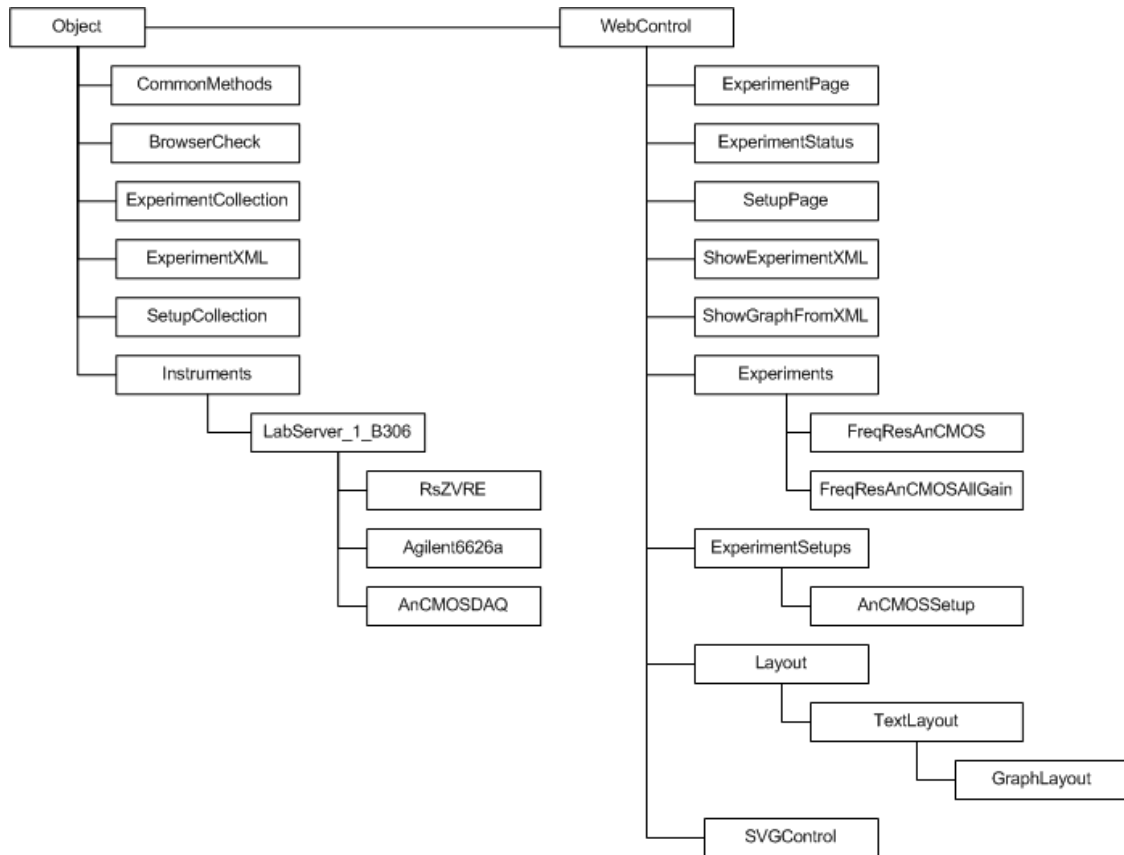 Object
WebControl
CommonMethods
ExperimentPage
BrowserCheck
ExperimentStatus
ExperimentCollection
SetupPage
ExperimentXML
ShowExperimentXML
SetupCollection
ShowGraphFromXML
Instruments
Experiments
LabServer_1_B306
FreqResAnCMOS
RsZVRE
FreqResAnCMOSAllGain
Agilent6626a
ExperimentSetups
AnCMOSDAQ
AnCMOSSetup
Layout
TextLayout
GraphLayout
SVGControl